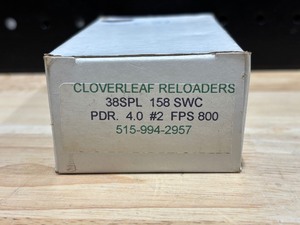 CLOVERLEAF RELOADERS
38SPL 158 SWC
PDR. 4.0 #2 FPS 800
515-994-2957